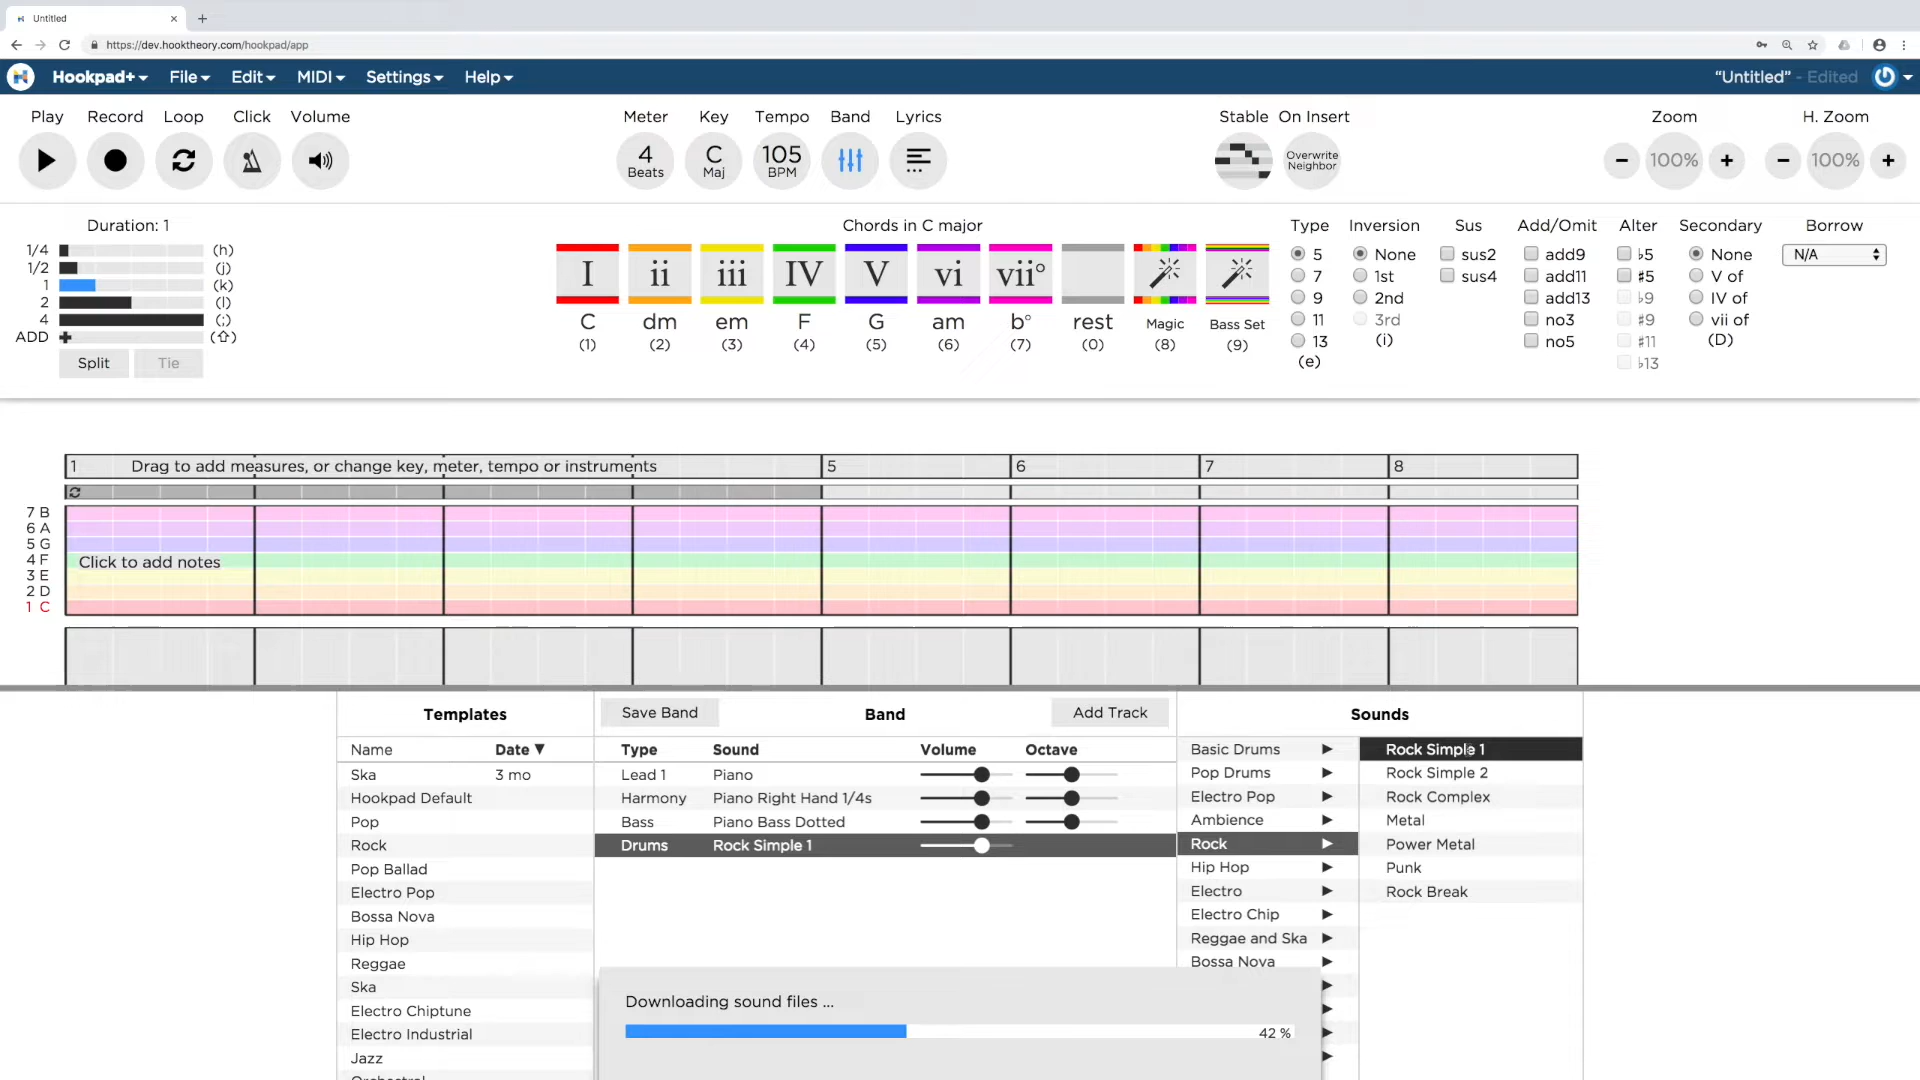 Untitled
https://dev.hooktheory.com/hookpad/app
Hookpad+ File Edit MIDI Settings Help "Untitled" - Edited
Play Record Loop Click Volume Meter Key Tempo Band Lyrics Stable On Insert Zoom H. Zoom
4 Beats C Maj 105 BPM Overwrite Neighbor − 100% + − 100% +
Duration: 1
1/4 (h)
1/2 (j)
1 (k)
2 (l)
4 (;)
ADD (⇧)
Split Tie
Chords in C major
I ii iii IV V vi vii°
C dm em F G am b° rest Magic Bass Set
(1) (2) (3) (4) (5) (6) (7) (0) (8) (9)
Type Inversion Sus Add/Omit Alter Secondary Borrow
5 None sus2 add9 ♭5 None N/A
7 1st sus4 add11 ♯5 V of
9 2nd add13 ♭9 IV of
11 3rd no3 ♯9 vii of
13 (i) no5 ♯11 (D)
(e) ♭13
1 Drag to add measures, or change key, meter, tempo or instruments 5 6 7 8
7 B
6 A
5 G
4 F Click to add notes
3 E
2 D
1 C
Templates
Name Date ▼
Ska 3 mo
Hookpad Default
Pop
Rock
Pop Ballad
Electro Pop
Bossa Nova
Hip Hop
Reggae
Ska
Electro Chiptune
Electro Industrial
Jazz
Save Band Band Add Track
Type Sound Volume Octave
Lead 1 Piano
Harmony Piano Right Hand 1/4s
Bass Piano Bass Dotted
Drums Rock Simple 1
Sounds
Basic Drums
Pop Drums
Electro Pop
Ambience
Rock
Hip Hop
Electro
Electro Chip
Reggae and Ska
Bossa Nova
Rock Simple 1
Rock Simple 2
Rock Complex
Metal
Power Metal
Punk
Rock Break
Downloading sound files ...
42 %